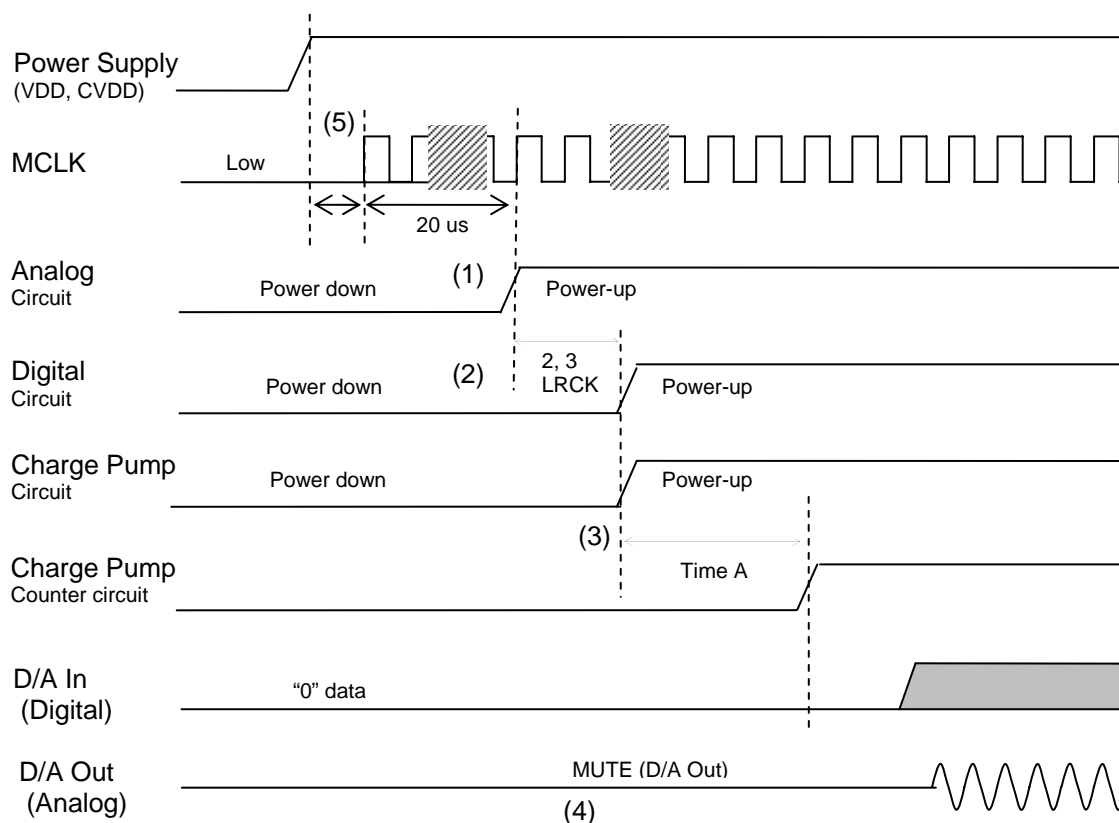 Power Supply
(VDD, CVDD)
(5)
MCLK
Low
20 us
Analog
Circuit
Power down
(1)
Power-up
Digital
Circuit
Power down
(2)
2, 3
LRCK
Power-up
Charge Pump
Circuit
Power down
Power-up
(3)
Charge Pump
Counter circuit
Time A
D/A In
(Digital)
“0” data
D/A Out
(Analog)
MUTE (D/A Out)
(4)